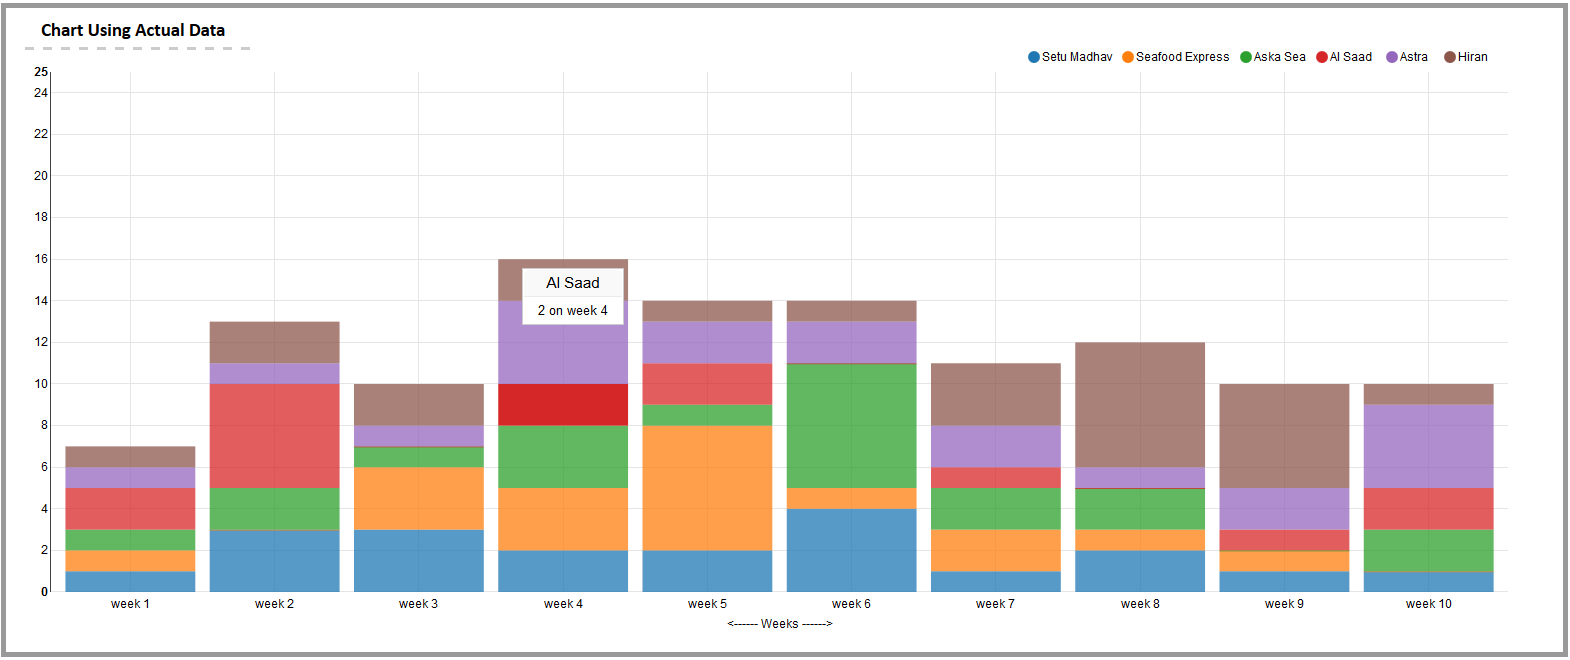 Chart Using Actual Data
Setu Madhav Seafood Express Aska Sea Al Saad Astra Hiran
25
24
22
20
18
16
Al Saad
14
2 on week 4
12
10
8
6
4
2
0
week 1 week 2 week 3 week 4 week 5 week 6 week 7 week 8 week 9 week 10
<------ Weeks ------>